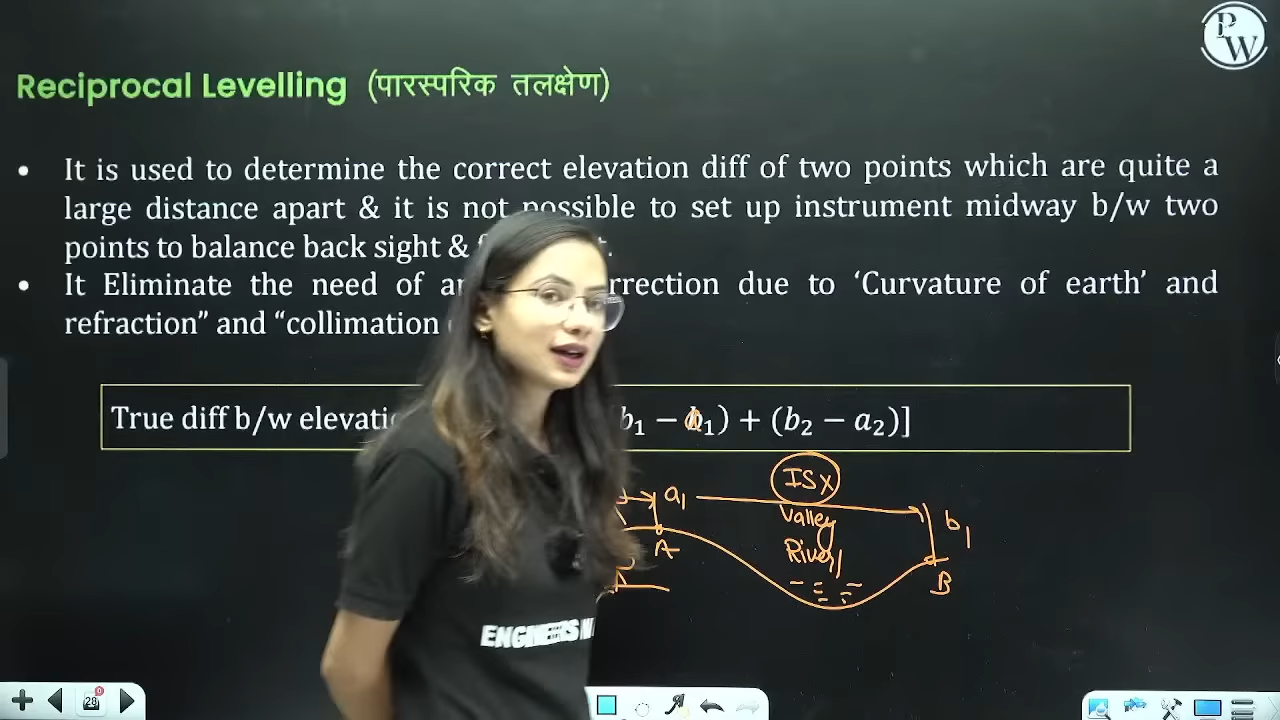 PW
Reciprocal Levelling (पारस्परिक तलक्षेण)
• It is used to determine the correct elevation diff of two points which are quite a
large distance apart & it is not possible to set up instrument midway b/w two
points to balance back sight &
• It Eliminate the need of due to ‘Curvature of earth’ and
refraction” and “collimation
True diff b/w b₁ − a₁) + (b₂ − a₂)]
ISX
a₁
Valley
b₁
River
A
B
ENGINEERS
28